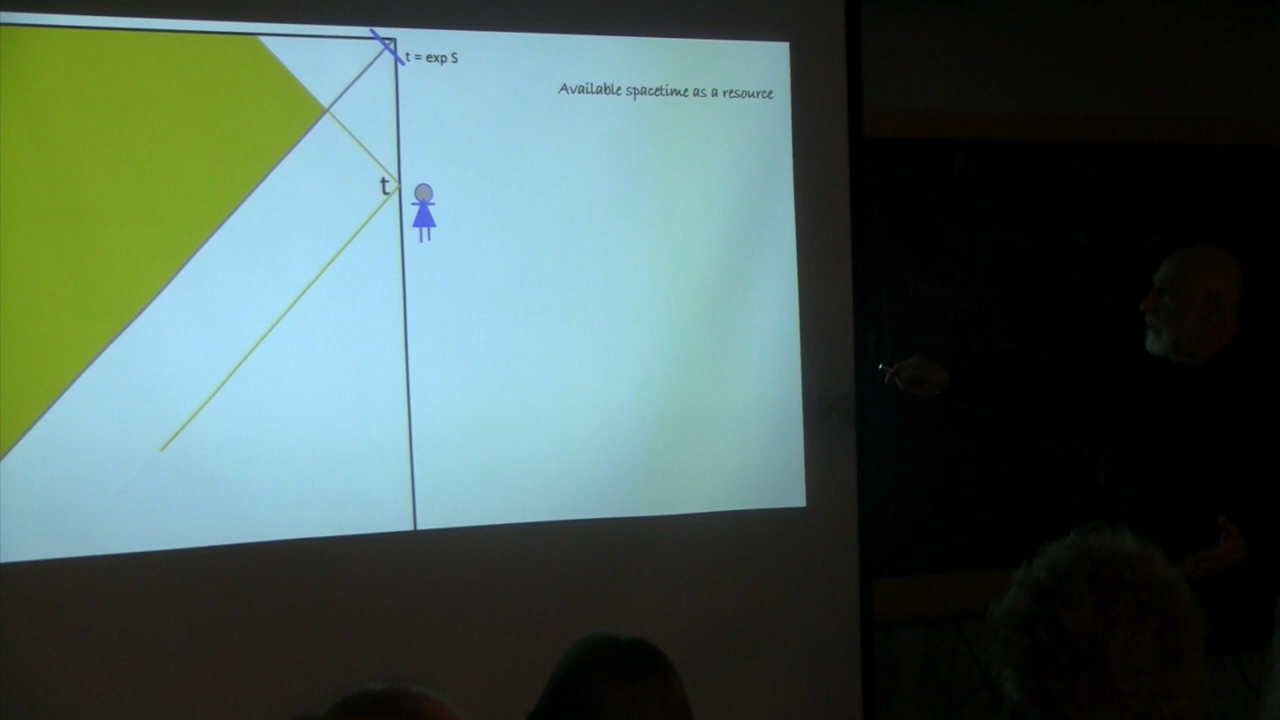 t = exp S
Available spacetime as a resource
t